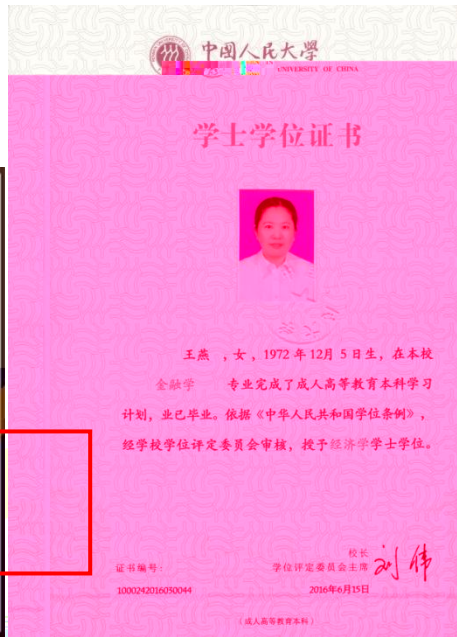 中国人民大學
UNIVERSITY OF CHINA
学士学位证书
王燕 ，女，1972 年 12月 5 日生，在本校
金融学 专业完成了成人高等教育本科学习
计划，业已毕业。依据《中华人民共和国学位条例》，
经学校学位评定委员会审核，授予经济学学士学位。
校长
证书编号：
学位评定委员会主席 刘伟
1000242016050044
2016年6月15日
（成人高等教育本科）